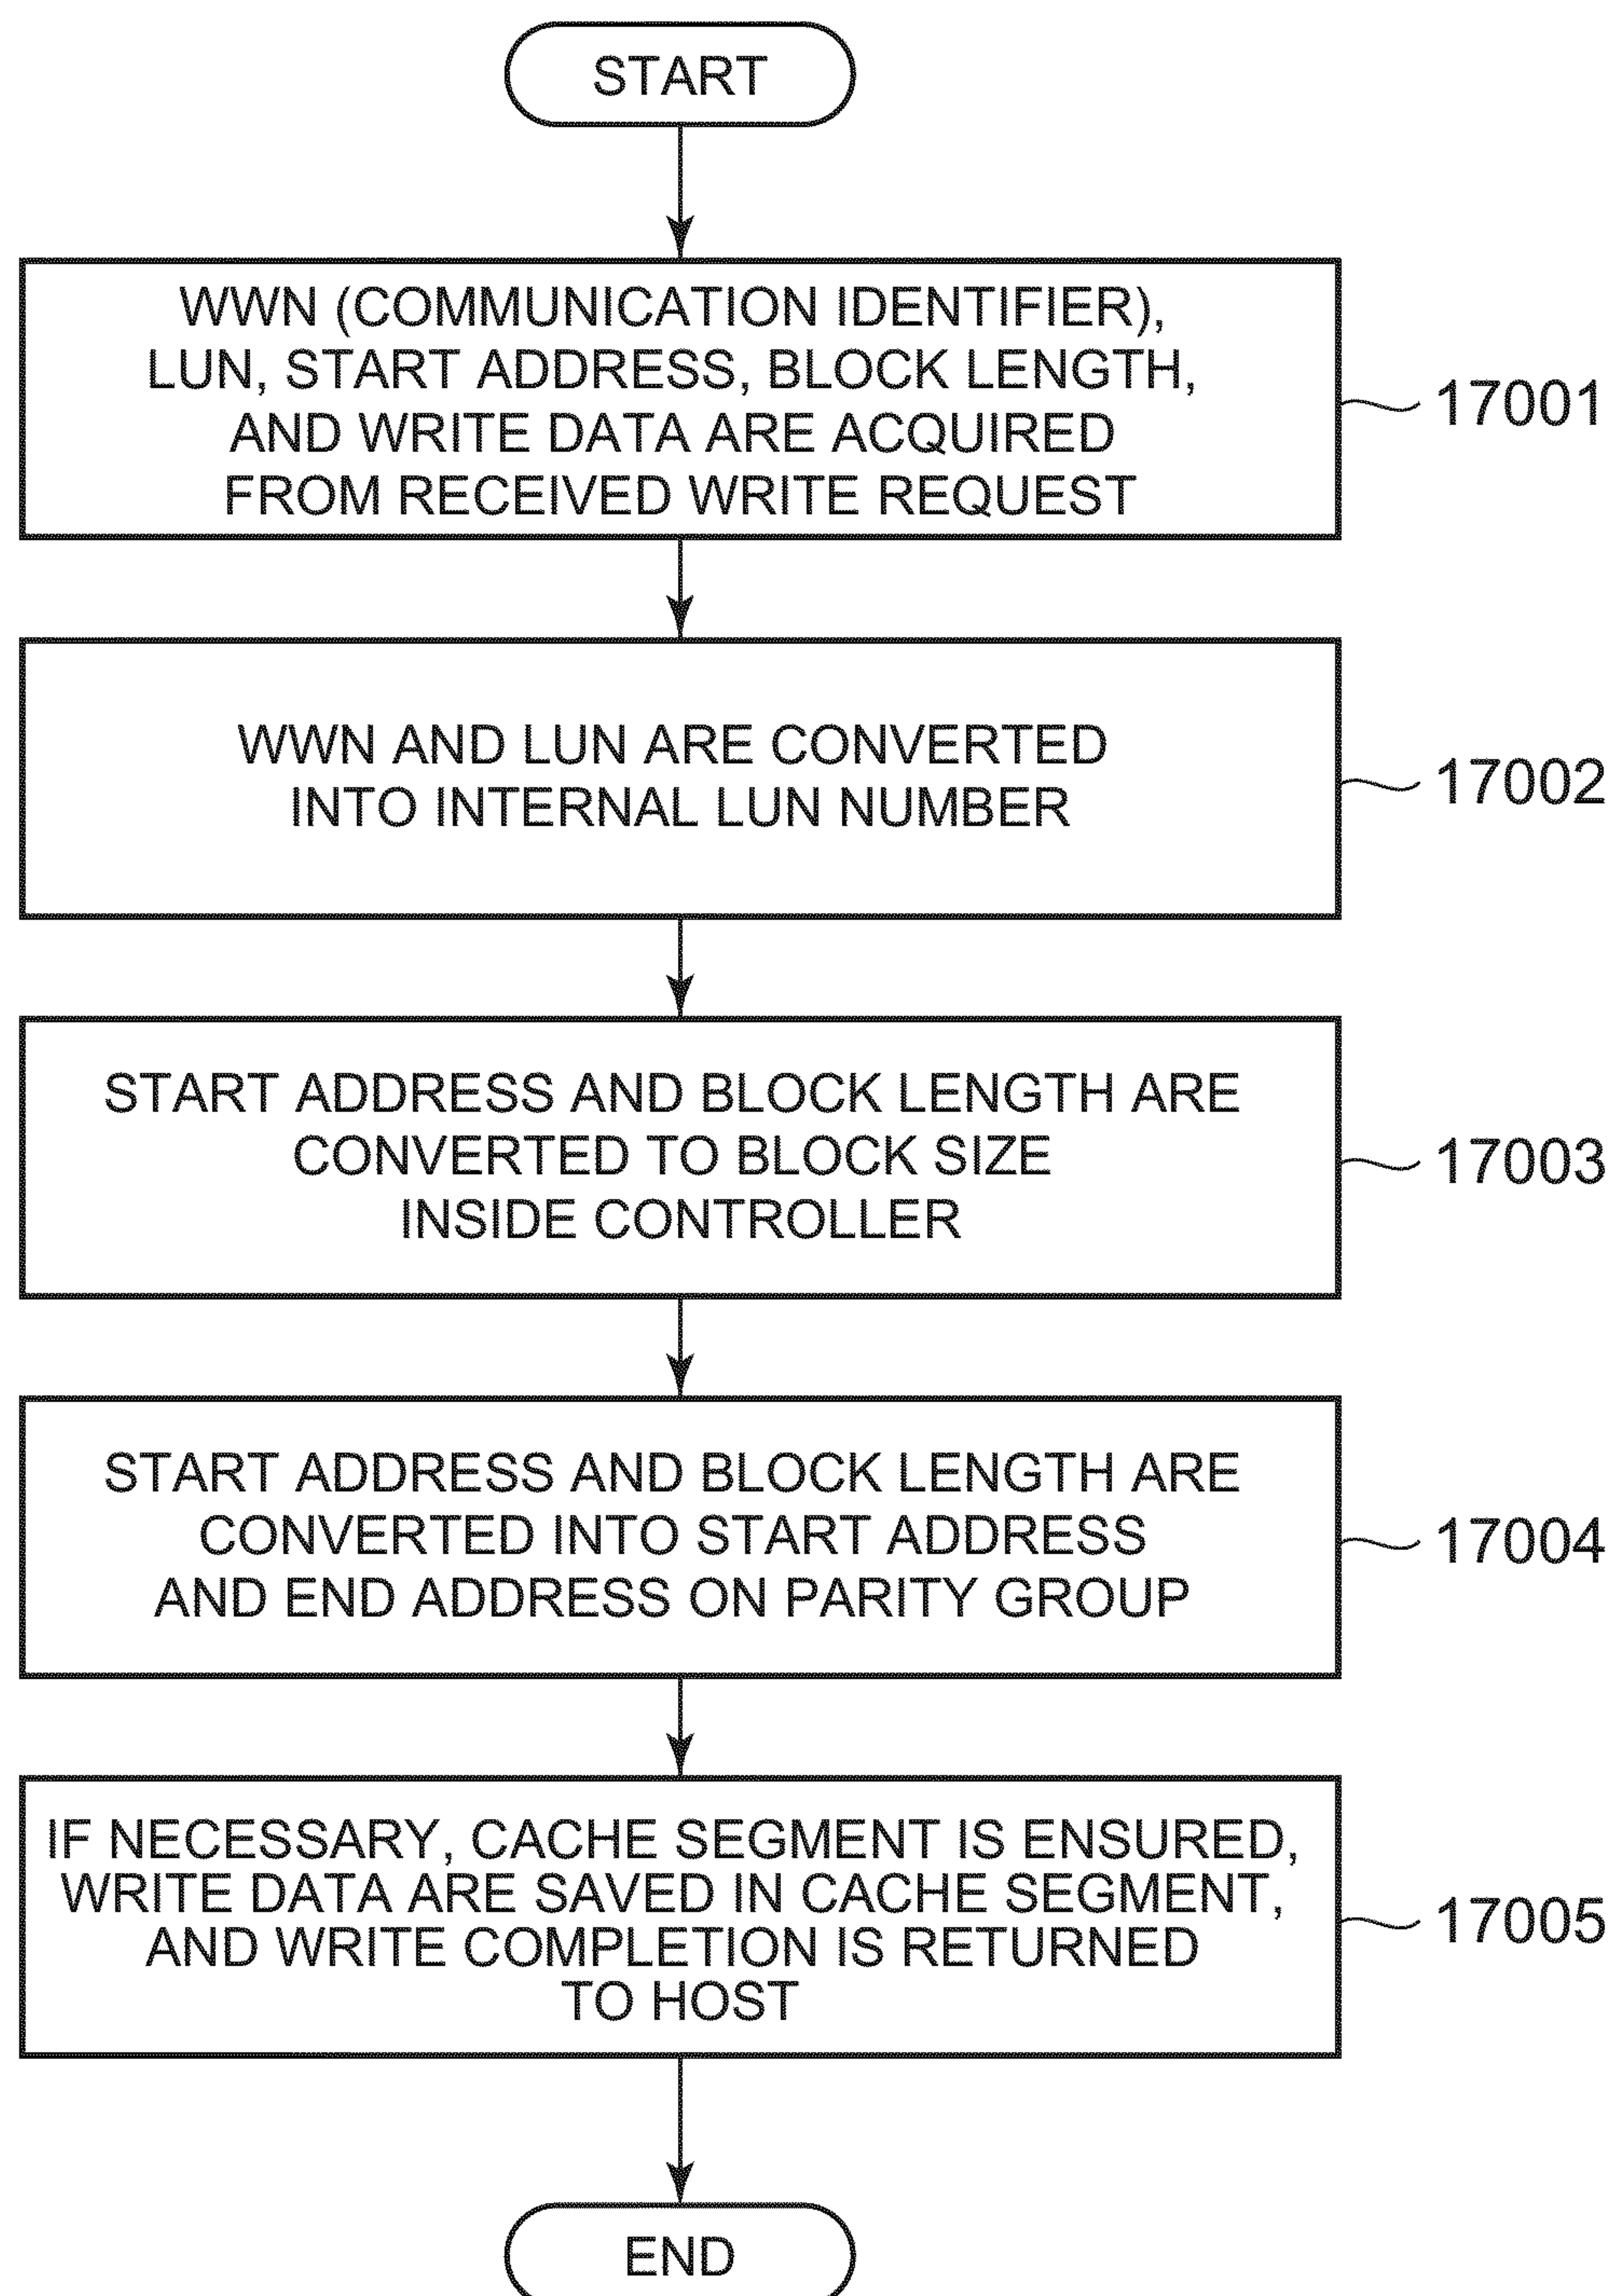 START
WWN (COMMUNICATION IDENTIFIER),
LUN, START ADDRESS, BLOCK LENGTH,
AND WRITE DATA ARE ACQUIRED
FROM RECEIVED WRITE REQUEST
17001
WWN AND LUN ARE CONVERTED
INTO INTERNAL LUN NUMBER
17002
START ADDRESS AND BLOCK LENGTH ARE
CONVERTED TO BLOCK SIZE
INSIDE CONTROLLER
17003
START ADDRESS AND BLOCK LENGTH ARE
CONVERTED INTO START ADDRESS
AND END ADDRESS ON PARITY GROUP
17004
IF NECESSARY, CACHE SEGMENT IS ENSURED,
WRITE DATA ARE SAVED IN CACHE SEGMENT,
AND WRITE COMPLETION IS RETURNED
TO HOST
17005
END